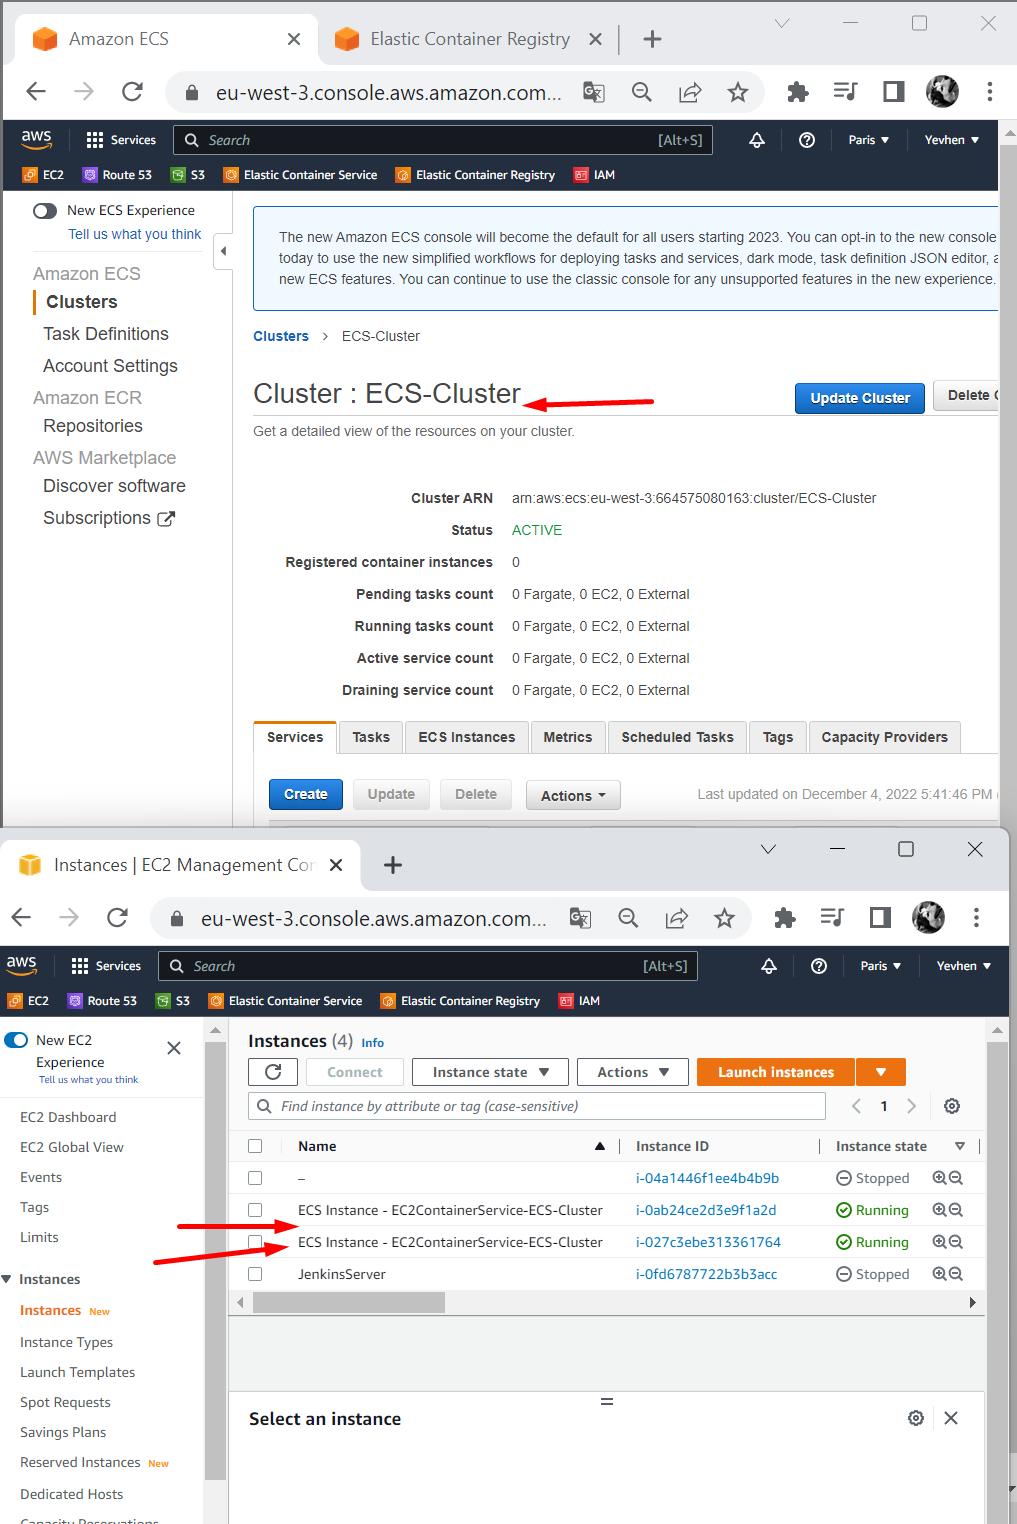 Amazon ECS
Elastic Container Registry
eu-west-3.console.aws.amazon.com...
aws
Services
Search
[Alt+S]
Paris
Yevhen
EC2
Route 53
S3
Elastic Container Service
Elastic Container Registry
IAM
New ECS Experience
Tell us what you think
Amazon ECS
Clusters
Task Definitions
Account Settings
Amazon ECR
Repositories
AWS Marketplace
Discover software
Subscriptions
The new Amazon ECS console will become the default for all users starting 2023. You can opt-in to the new console
today to use the new simplified workflows for deploying tasks and services, dark mode, task definition JSON editor, a
new ECS features. You can continue to use the classic console for any unsupported features in the new experience.
Clusters > ECS-Cluster
Cluster : ECS-Cluster
Update Cluster
Delete C
Get a detailed view of the resources on your cluster.
Cluster ARN arn:aws:ecs:eu-west-3:664575080163:cluster/ECS-Cluster
Status ACTIVE
Registered container instances 0
Pending tasks count 0 Fargate, 0 EC2, 0 External
Running tasks count 0 Fargate, 0 EC2, 0 External
Active service count 0 Fargate, 0 EC2, 0 External
Draining service count 0 Fargate, 0 EC2, 0 External
Services Tasks ECS Instances Metrics Scheduled Tasks Tags Capacity Providers
Create Update Delete Actions
Last updated on December 4, 2022 5:41:46 PM (
Instances | EC2 Management Con
eu-west-3.console.aws.amazon.com...
aws
Services
Search
[Alt+S]
Paris
Yevhen
EC2
Route 53
S3
Elastic Container Service
Elastic Container Registry
IAM
New EC2
Experience
Tell us what you think
EC2 Dashboard
EC2 Global View
Events
Tags
Limits
Instances
Instances New
Instance Types
Launch Templates
Spot Requests
Savings Plans
Reserved Instances New
Dedicated Hosts
Capacity Reservations
Instances (4) Info
Connect Instance state Actions Launch instances
Find instance by attribute or tag (case-sensitive)
1
Name Instance ID Instance state
– i-04a1446f1ee4b4b9b Stopped
ECS Instance - EC2ContainerService-ECS-Cluster i-0ab24ce2d3e9f1a2d Running
ECS Instance - EC2ContainerService-ECS-Cluster i-027c3ebe313361764 Running
JenkinsServer i-0fd6787722b3b3acc Stopped
Select an instance